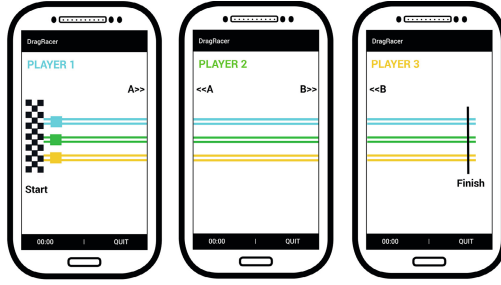 DragRacer
PLAYER 1
A>>
Start
00:00 | QUIT
DragRacer
PLAYER 2
<<A B>>
00:00 | QUIT
DragRacer
PLAYER 3
<<B
Finish
00:00 | QUIT